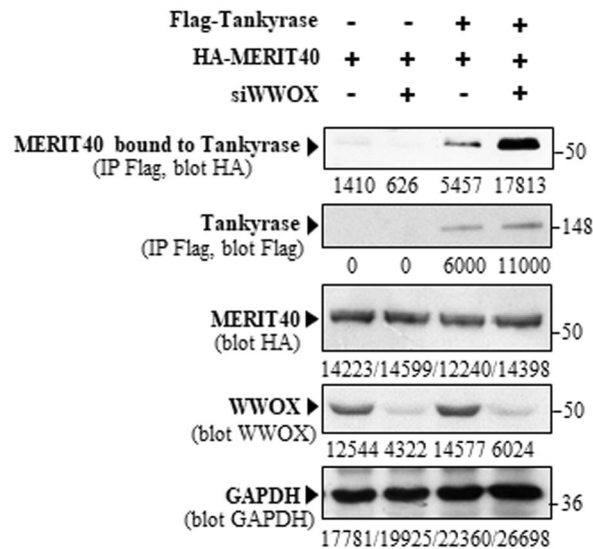 Flag-Tankyrase - - + +
HA-MERIT40 + + + +
siWWOX - + - +
MERIT40 bound to Tankyrase
(IP Flag, blot HA)
-50
1410 626 5457 17813
Tankyrase
(IP Flag, blot Flag)
-148
0 0 6000 11000
MERIT40
(blot HA)
-50
14223/14599/12240/14398
WWOX
(blot WWOX)
-50
12544 4322 14577 6024
GAPDH
(blot GAPDH)
-36
17781/19925/22360/26698